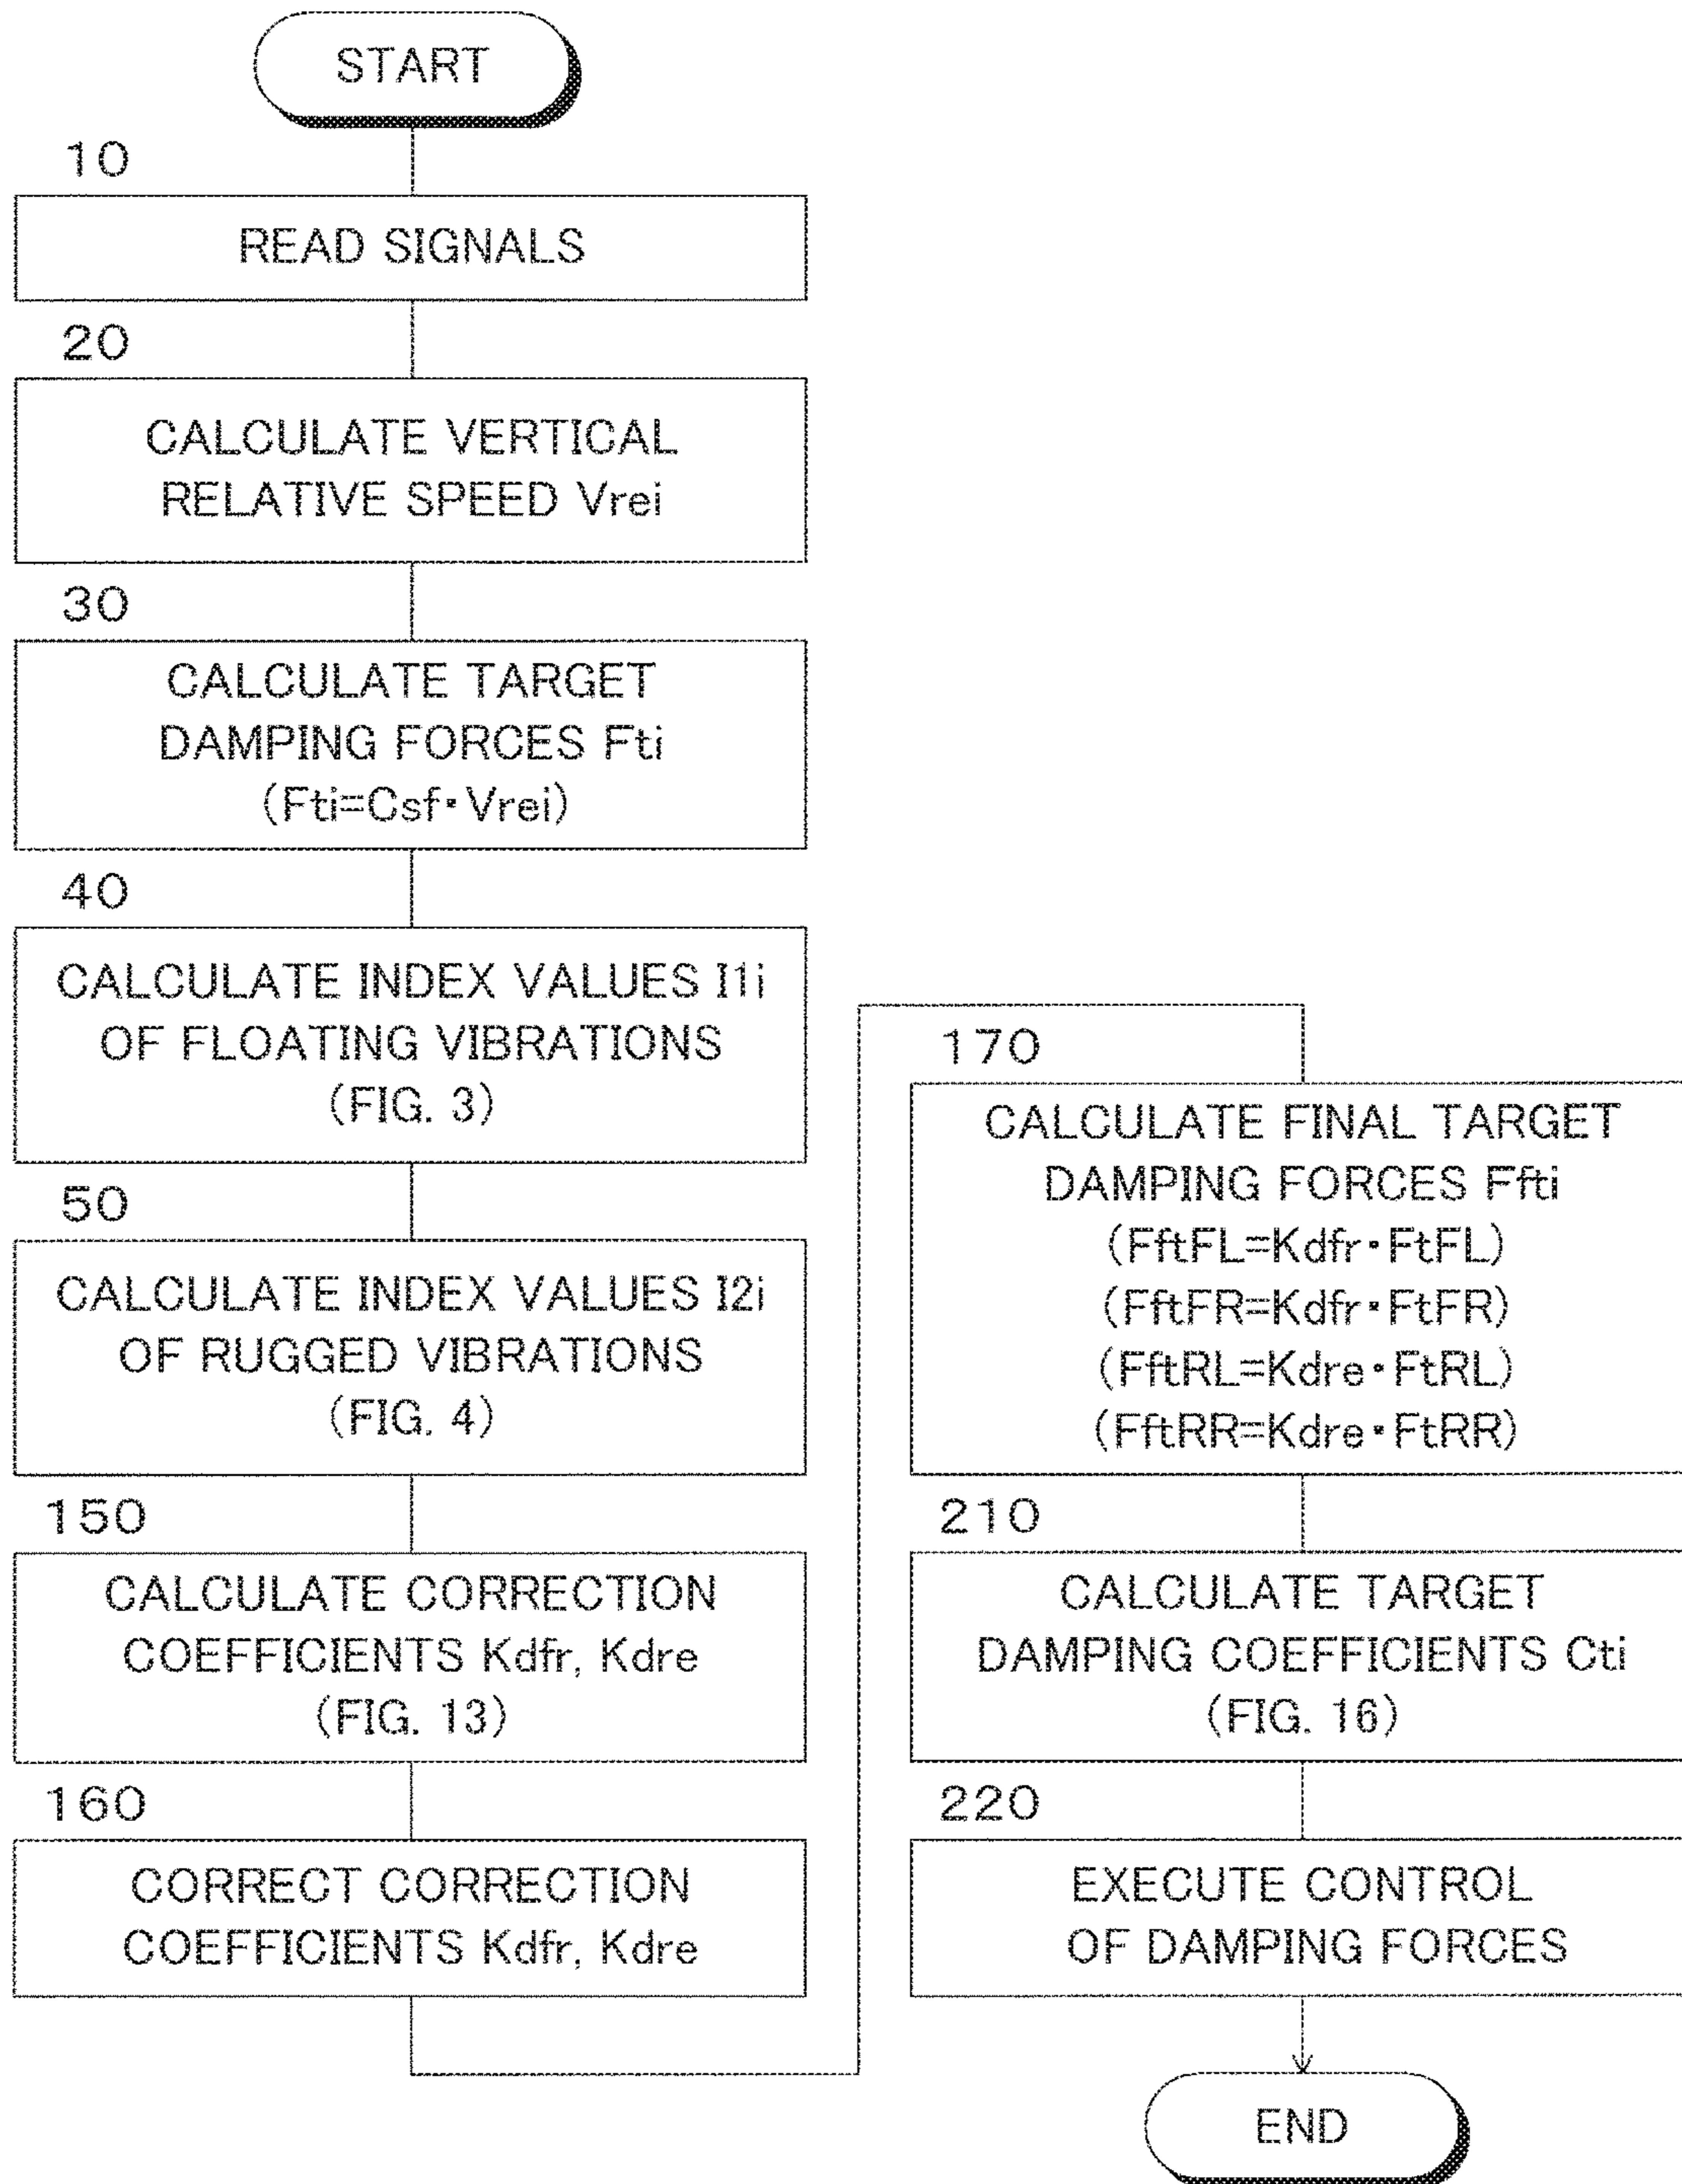 START
10
READ SIGNALS
20
CALCULATE VERTICAL
RELATIVE SPEED Vrei
30
CALCULATE TARGET
DAMPING FORCES Fti
(Fti=Csf・Vrei)
40
CALCULATE INDEX VALUES I1i
OF FLOATING VIBRATIONS
(FIG. 3)
50
CALCULATE INDEX VALUES I2i
OF RUGGED VIBRATIONS
(FIG. 4)
150
CALCULATE CORRECTION
COEFFICIENTS Kdfr, Kdre
(FIG. 13)
160
CORRECT CORRECTION
COEFFICIENTS Kdfr, Kdre
170
CALCULATE FINAL TARGET
DAMPING FORCES Ffti
(FftFL=Kdfr・FtFL)
(FftFR=Kdfr・FtFR)
(FftRL=Kdre・FtRL)
(FftRR=Kdre・FtRR)
210
CALCULATE TARGET
DAMPING COEFFICIENTS Cti
(FIG. 16)
220
EXECUTE CONTROL
OF DAMPING FORCES
END